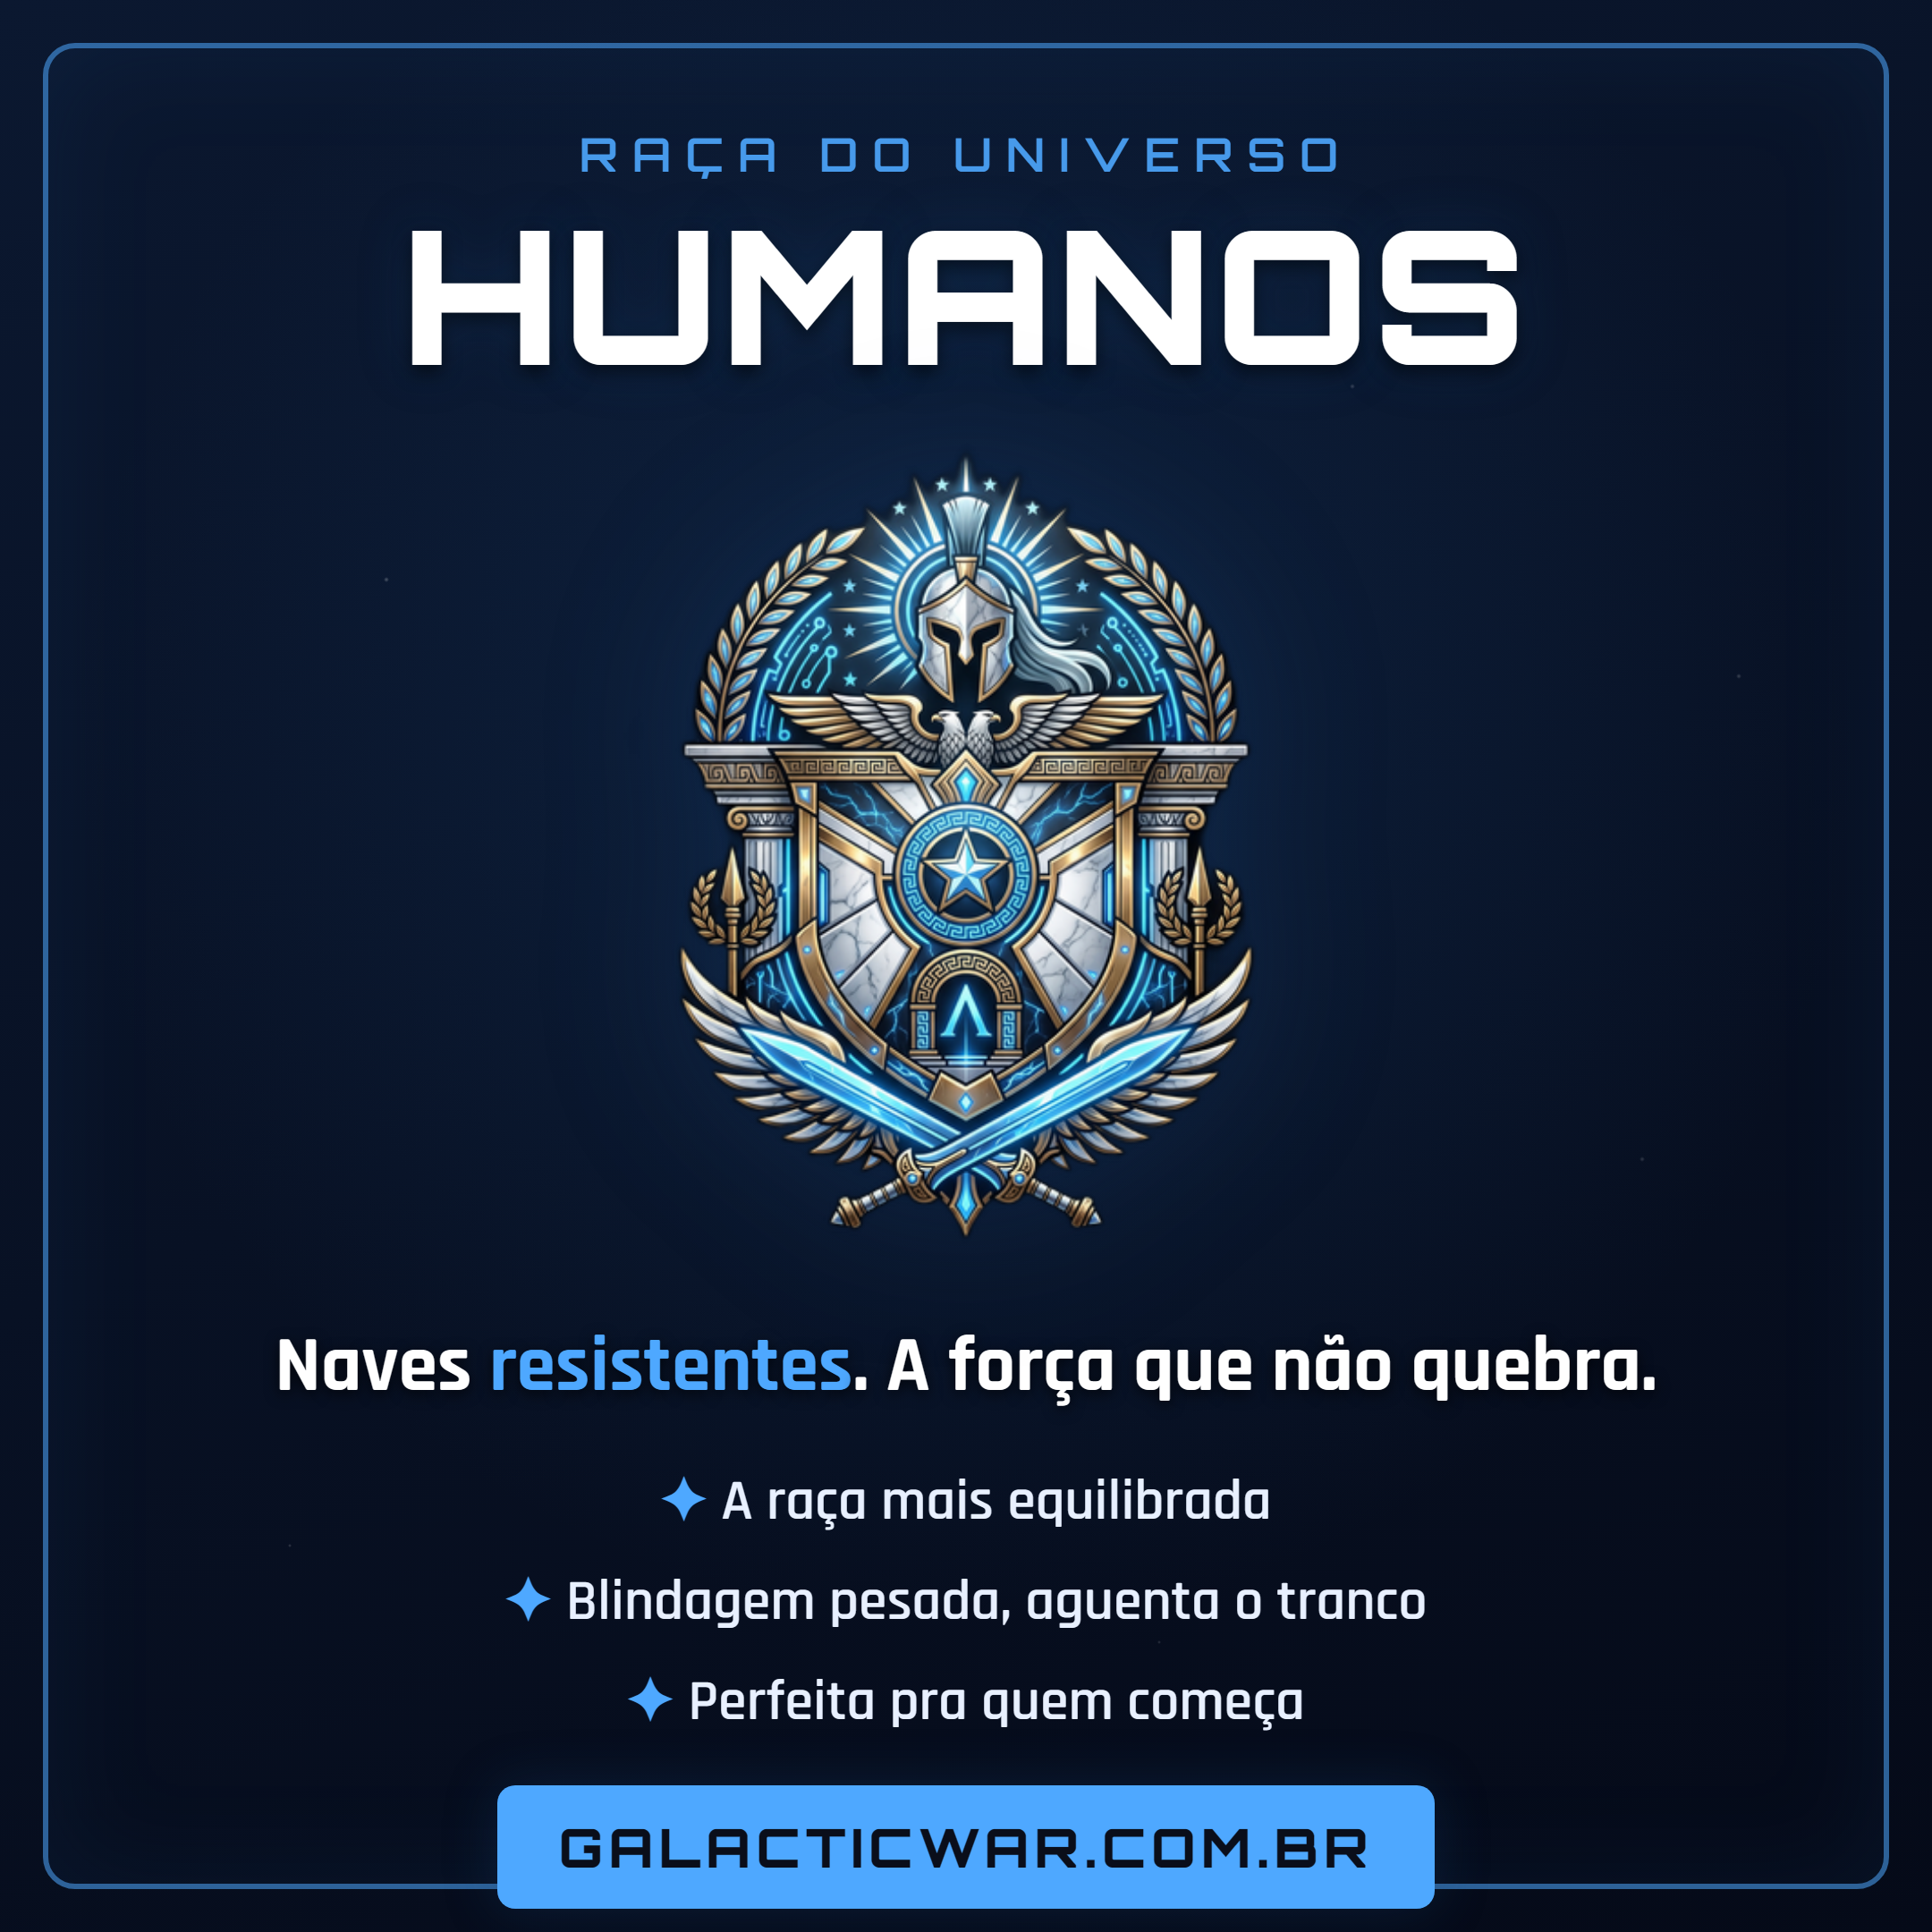 RAÇA DO UNIVERSO
HUMANOS
Naves resistentes. A força que não quebra.
A raça mais equilibrada
Blindagem pesada, aguenta o tranco
Perfeita pra quem começa
GALACTICWAR.COM.BR